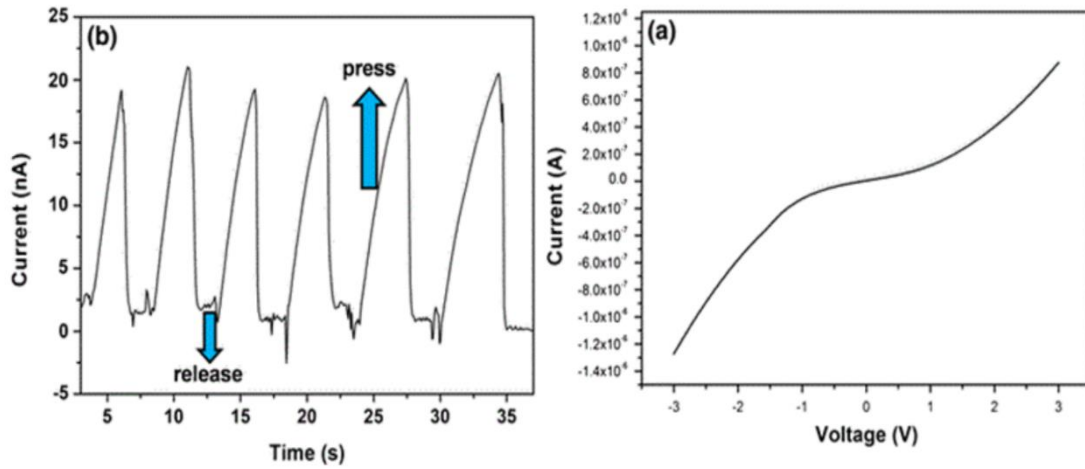 (b)
Current (nA)
25
20
15
10
5
0
-5
press
release
5 10 15 20 25 30 35
Time (s)
(a)
Current (A)
1.2x10⁻⁶
1.0x10⁻⁶
8.0x10⁻⁷
6.0x10⁻⁷
4.0x10⁻⁷
2.0x10⁻⁷
0.0
-2.0x10⁻⁷
-4.0x10⁻⁷
-6.0x10⁻⁷
-8.0x10⁻⁷
-1.0x10⁻⁶
-1.2x10⁻⁶
-1.4x10⁻⁶
-3 -2 -1 0 1 2 3
Voltage (V)